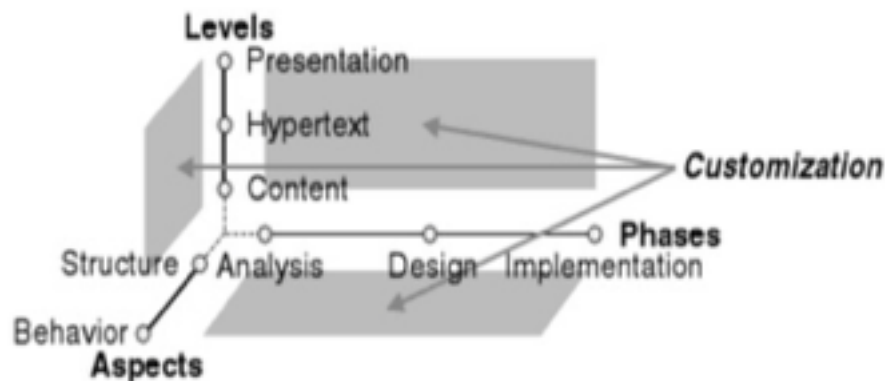 Levels
Presentation
Hypertext
Content
Customization
Phases
Structure
Analysis
Design
Implementation
Behavior
Aspects